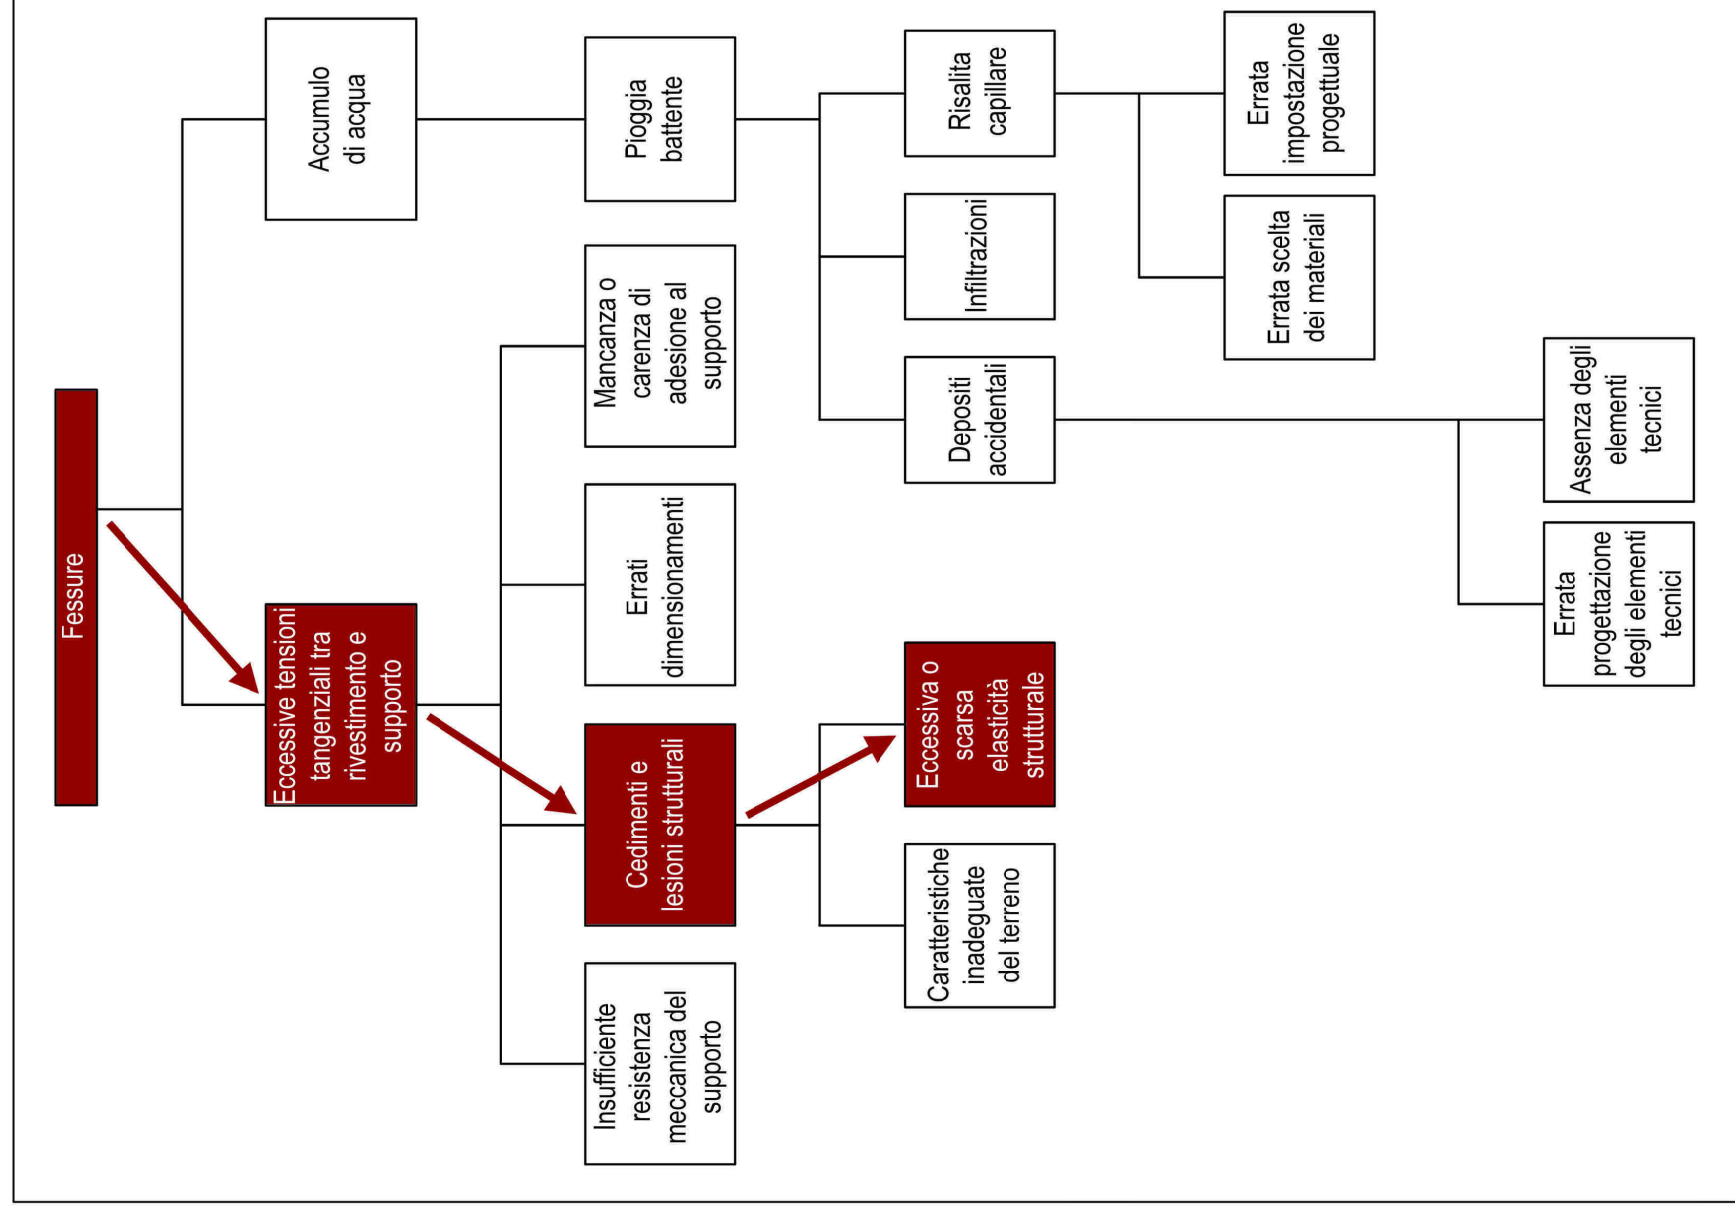 Fessure
Eccessive tensioni
tangenziali tra
rivestimento e
supporto
Accumulo
di acqua
Insufficiente
resistenza
meccanica del
supporto
Cedimenti e
lesioni strutturali
Errati
dimensionamenti
Mancanza o
carenza di
adesione al
supporto
Pioggia
battente
Caratteristiche
inadeguate
del terreno
Eccessiva o
scarsa
elasticità
strutturale
Depositi
accidentali
Infiltrazioni
Risalita
capillare
Errata scelta
dei materiali
Errata
impostazione
progettuale
Errata
progettazione
degli elementi
tecnici
Assenza degli
elementi
tecnici